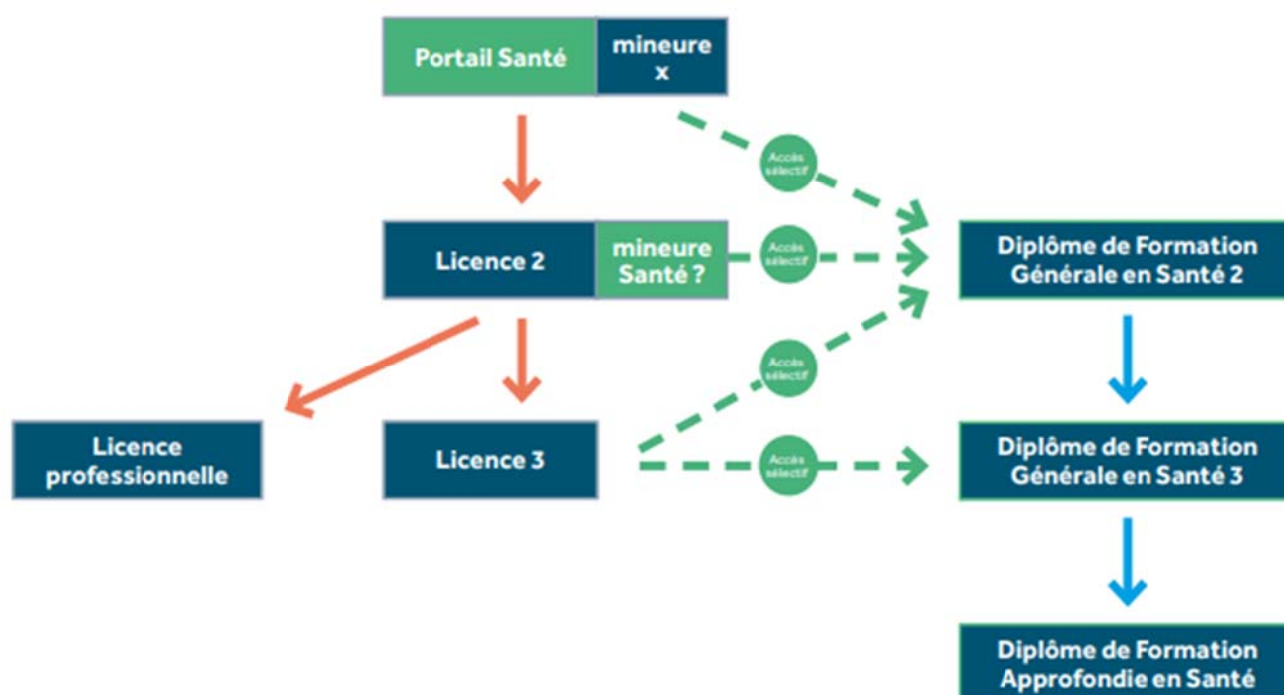 Portail Santé
mineure
x
Accès
sélectif
Licence 2
mineure
Santé ?
Accès
sélectif
Diplôme de Formation
Générale en Santé 2
Accès
sélectif
Licence
professionnelle
Licence 3
Accès
sélectif
Diplôme de Formation
Générale en Santé 3
Diplôme de Formation
Approfondie en Santé